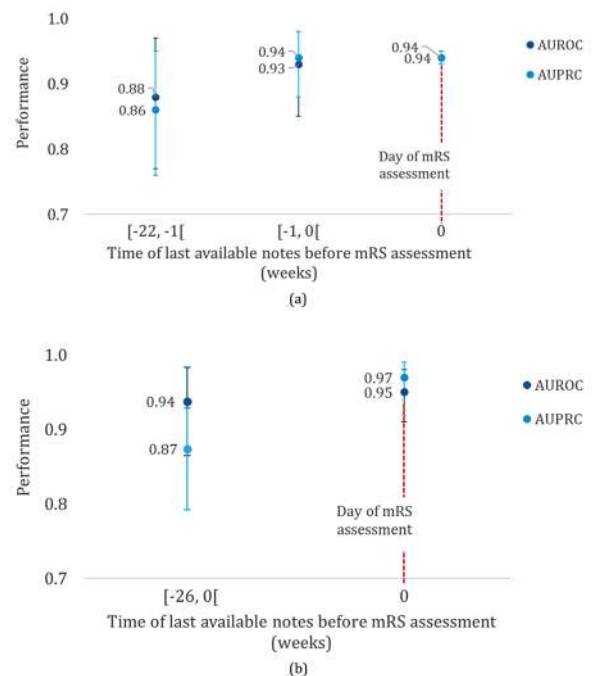 1.0
0.9
0.8
0.7
Performance
0.88
0.86
0.94
0.93
0.94
0.94
Day of mRS
assessment
AUROC
AUPRC
[-22, -1[
[-1, 0[
0
Time of last available notes before mRS assessment
(weeks)
(a)
1.0
0.9
0.8
0.7
Performance
0.94
0.87
0.97
0.95
Day of mRS
assessment
AUROC
AUPRC
[-26, 0[
0
Time of last available notes before mRS assessment
(weeks)
(b)